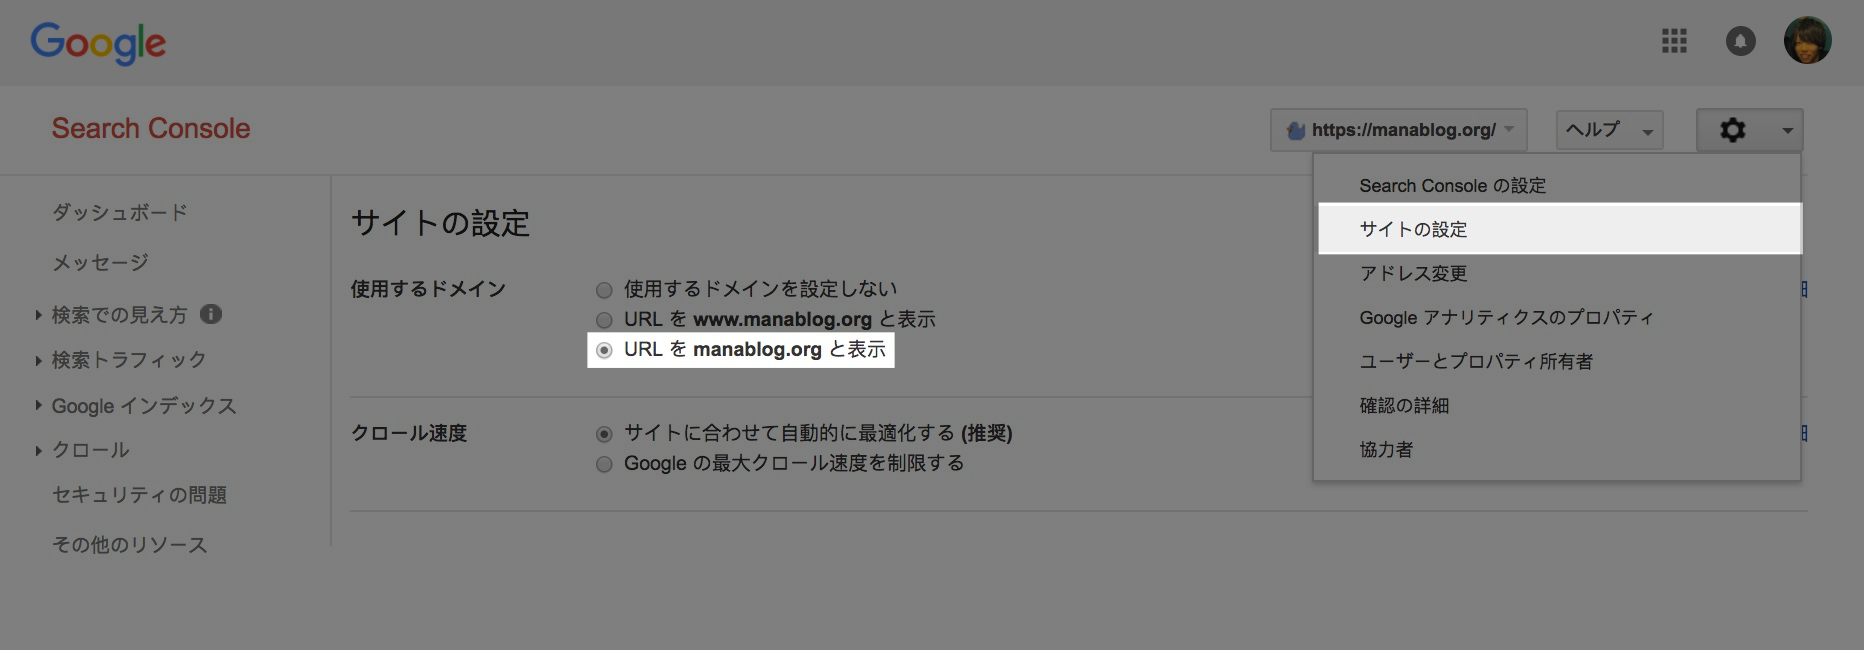 Google
Search Console
https://manablog.org/
ヘルプ
Search Console の設定
サイトの設定
アドレス変更
Google アナリティクスのプロパティ
ユーザーとプロパティ所有者
確認の詳細
協力者
ダッシュボード
メッセージ
検索での見え方
検索トラフィック
Google インデックス
クロール
セキュリティの問題
その他のリソース
サイトの設定
使用するドメイン
使用するドメインを設定しない
URL を www.manablog.org と表示
URL を manablog.org と表示
クロール速度
サイトに合わせて自動的に最適化する (推奨)
Google の最大クロール速度を制限する